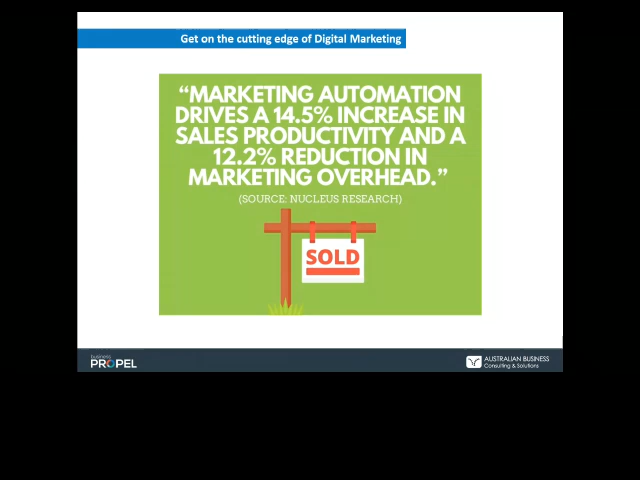 Get on the cutting edge of Digital Marketing
“MARKETING AUTOMATION
DRIVES A 14.5% INCREASE IN
SALES PRODUCTIVITY AND A
12.2% REDUCTION IN
MARKETING OVERHEAD.”
(SOURCE: NUCLEUS RESEARCH)
SOLD
business
PROPEL
AUSTRALIAN BUSINESS
Consulting & Solutions